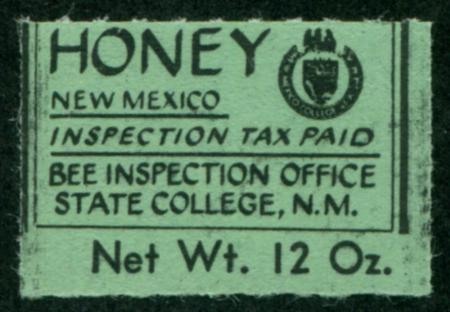 HONEY
NEW MEXICO
INSPECTION TAX PAID
BEE INSPECTION OFFICE
STATE COLLEGE, N.M.
Net Wt. 12 Oz.